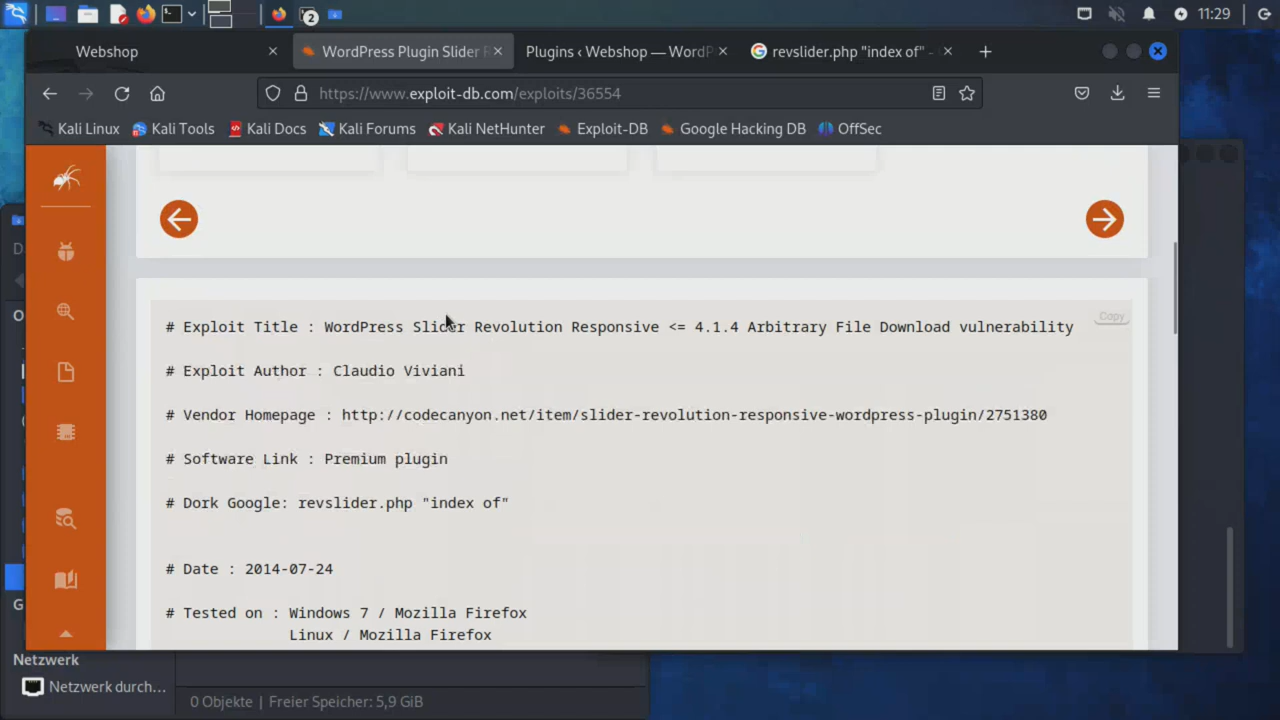 2
11:29
Webshop
WordPress Plugin Slider R
Plugins ‹ Webshop — WordP
revslider.php "index of" -
https://www.exploit-db.com/exploits/36554
Kali Linux
Kali Tools
Kali Docs
Kali Forums
Kali NetHunter
Exploit-DB
Google Hacking DB
OffSec
Copy
# Exploit Title : WordPress Slider Revolution Responsive <= 4.1.4 Arbitrary File Download vulnerability
# Exploit Author : Claudio Viviani
# Vendor Homepage : http://codecanyon.net/item/slider-revolution-responsive-wordpress-plugin/2751380
# Software Link : Premium plugin
# Dork Google: revslider.php "index of"
# Date : 2014-07-24
# Tested on : Windows 7 / Mozilla Firefox
Linux / Mozilla Firefox
D
O
G
Netzwerk
Netzwerk durch...
0 Objekte | Freier Speicher: 5,9 GiB